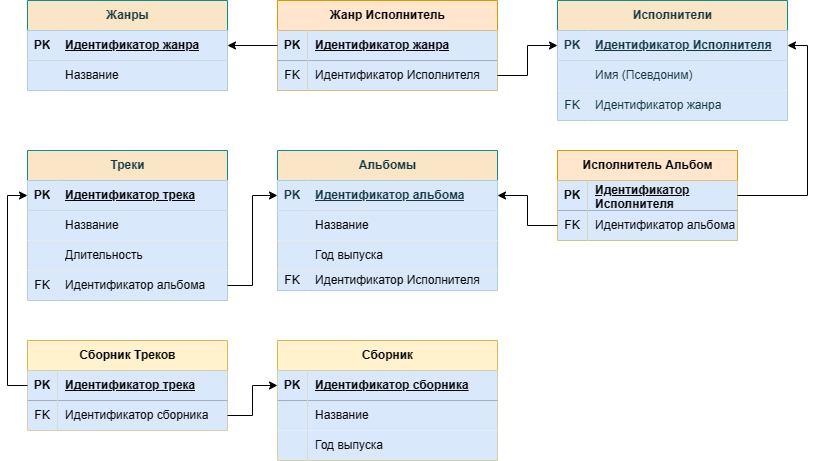 Жанры
PK Идентификатор жанра
Название
Жанр Исполнитель
PK Идентификатор жанра
FK Идентификатор Исполнителя
Исполнители
PK Идентификатор Исполнителя
Имя (Псевдоним)
FK Идентификатор жанра
Треки
PK Идентификатор трека
Название
Длительность
FK Идентификатор альбома
Альбомы
PK Идентификатор альбома
Название
Год выпуска
FK Идентификатор Исполнителя
Исполнитель Альбом
PK Идентификатор
Исполнителя
FK Идентификатор альбома
Сборник Треков
PK Идентификатор трека
FK Идентификатор сборника
Сборник
PK Идентификатор сборника
Название
Год выпуска